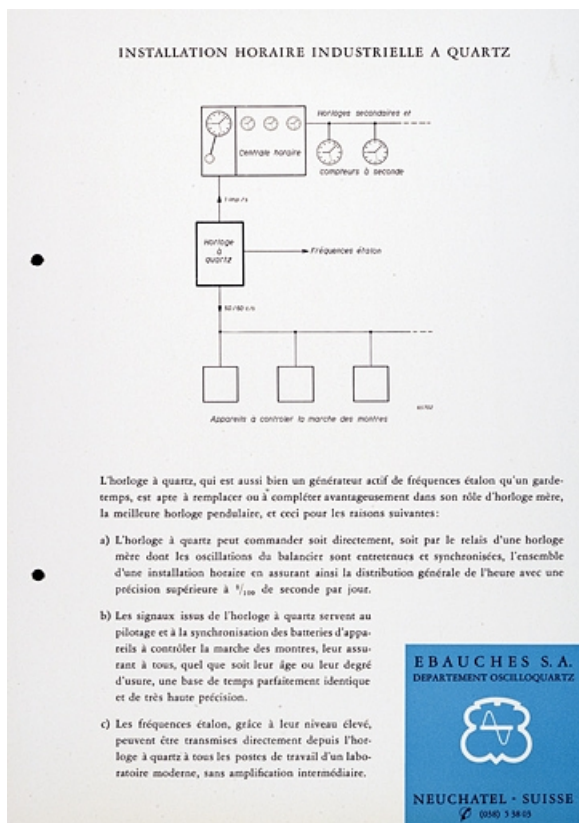 INSTALLATION HORAIRE INDUSTRIELLE A QUARTZ
Horloges secondaires et
Centrale horaire
compteurs à seconde
1 imp/s
Horloge
à
quartz
Fréquences étalon
50/60 c/s
Appareils à contrôler la marche des montres
L'horloge à quartz, qui est aussi bien un générateur actif de fréquences étalon qu'un garde-
temps, est apte à remplacer ou à compléter avantageusement dans son rôle d'horloge mère,
la meilleure horloge pendulaire, et ceci pour les raisons suivantes:
a) L'horloge à quartz peut commander soit directement, soit par le relais d'une horloge
mère dont les oscillations du balancier sont entretenues et synchronisées, l'ensemble
d'une installation horaire en assurant ainsi la distribution générale de l'heure avec une
précision supérieure à /100 de seconde par jour.
b) Les signaux issus de l'horloge à quartz servent au
pilotage et à la synchronisation des batteries d'appa-
reils à contrôler la marche des montres, leur assu-
rant à tous, quel que soit leur âge ou leur degré
d'usure, une base de temps parfaitement identique
et de très haute précision.
c) Les fréquences étalon, grâce à leur niveau élevé,
peuvent être transmises directement depuis l'hor-
loge à quartz à tous les postes de travail d'un labo-
ratoire moderne, sans amplification intermédiaire.
EBAUCHES S.A.
DEPARTEMENT OSCILLOQUARTZ
NEUCHATEL - SUISSE
(038) 5 38 03